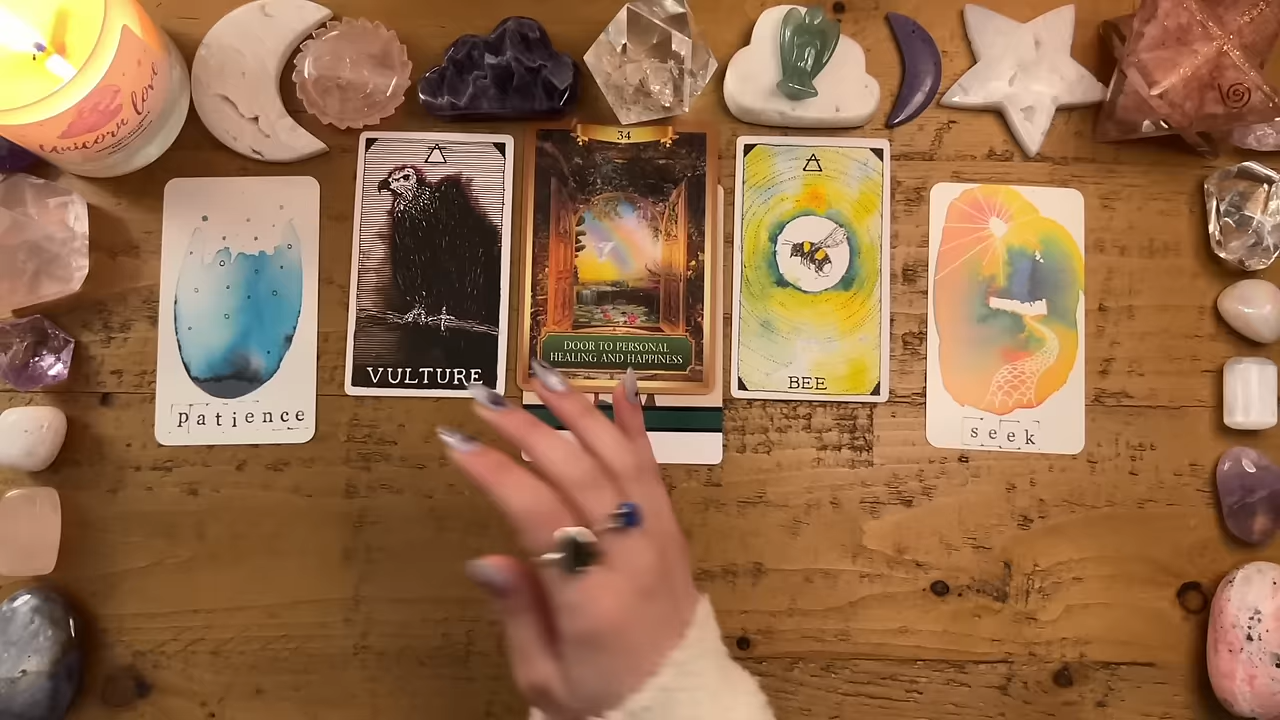 Unicorn love
34
VULTURE
DOOR TO PERSONAL
HEALING AND HAPPINESS
BEE
patience
seek